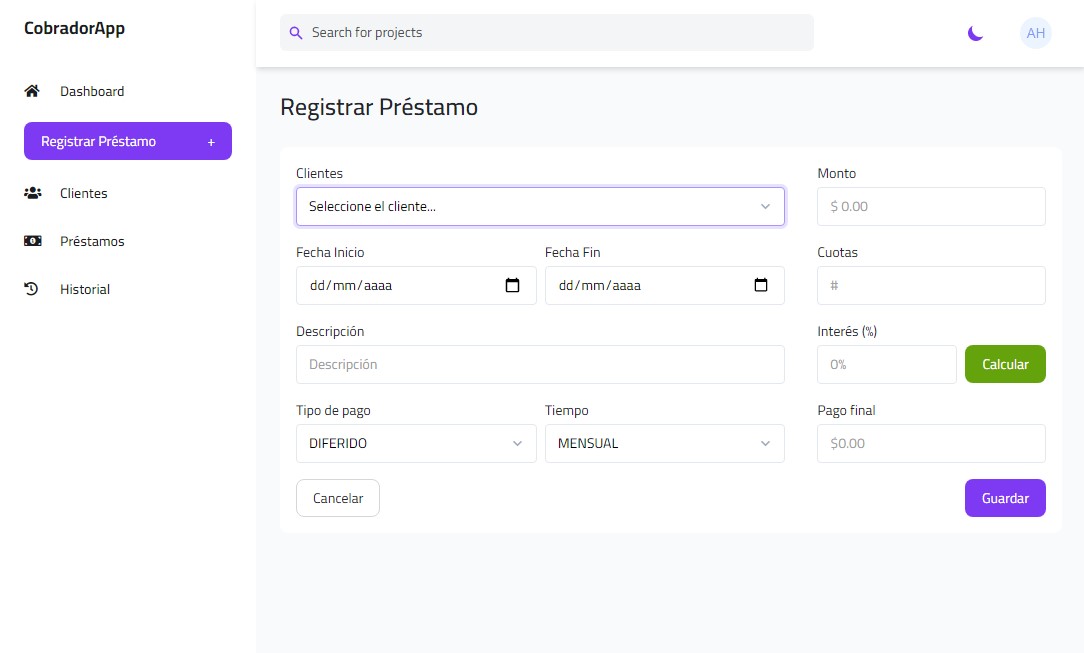 CobradorApp
Search for projects
AH
Dashboard
Registrar Préstamo +
Clientes
Préstamos
Historial
Registrar Préstamo
Clientes
Seleccione el cliente...
Monto
$ 0.00
Fecha Inicio
dd/mm/aaaa
Fecha Fin
dd/mm/aaaa
Cuotas
#
Descripción
Descripción
Interés (%)
0%
Calcular
Tipo de pago
DIFERIDO
Tiempo
MENSUAL
Pago final
$0.00
Cancelar
Guardar